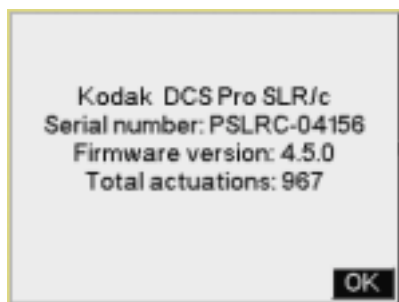 Kodak DCS Pro SLR/c
Serial number: PSLRC-04156
Firmware version: 4.5.0
Total actuations: 967
OK